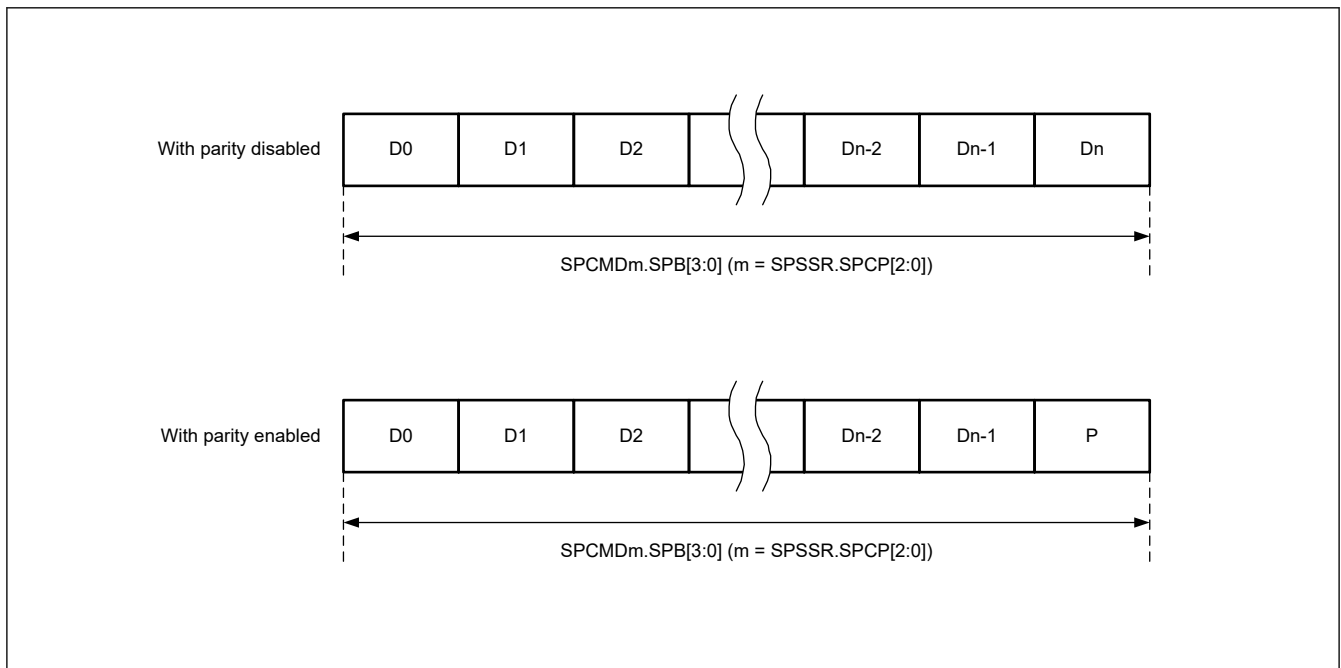 With parity disabled D0 D1 D2 Dn-2 Dn-1 Dn
SPCMDm.SPB[3:0] (m = SPSSR.SPCP[2:0])
With parity enabled D0 D1 D2 Dn-2 Dn-1 P
SPCMDm.SPB[3:0] (m = SPSSR.SPCP[2:0])